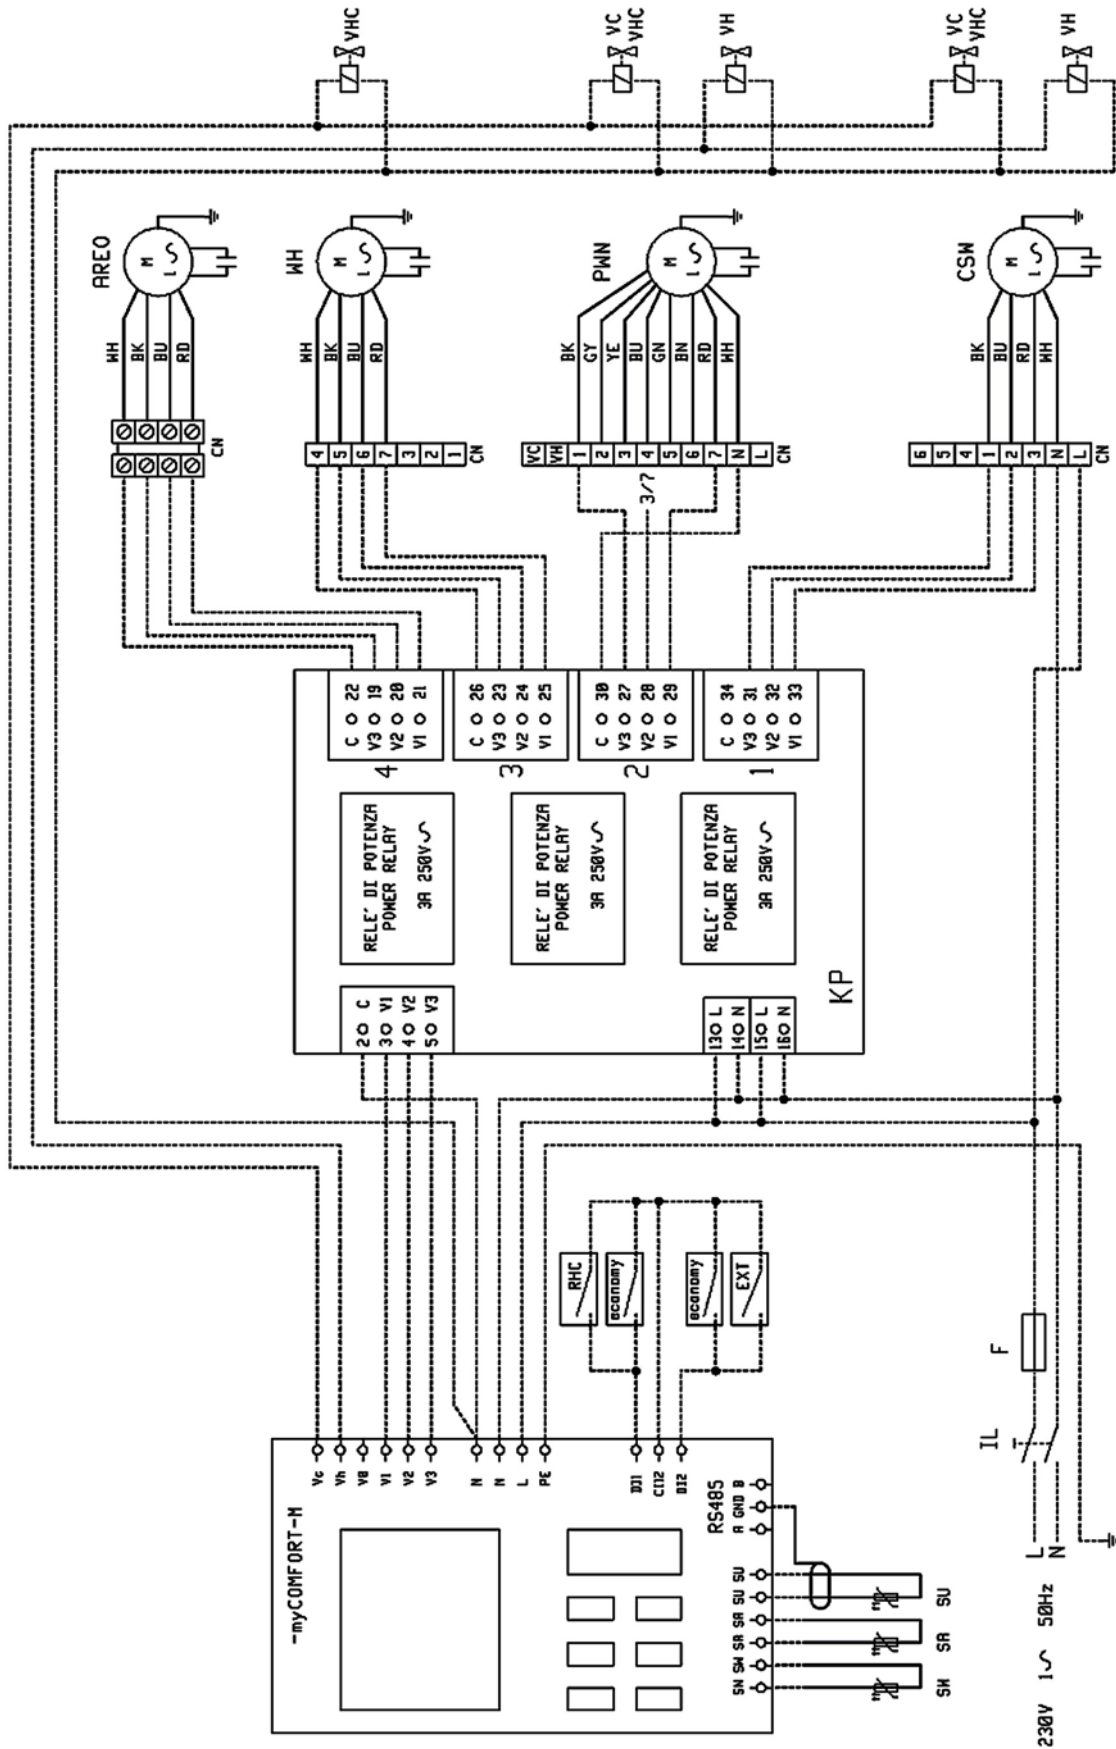 230V 1 50Hz
L
N
IL
F
-myCOMFORT-M
Vc
Vh
V0
V1
V2
V3
N
N
L
PE
DI1
CI12
DI2
RS485
A GND B
SW SW SA SA SU SU
SW
SA
SU
RHC
economy
economy
EXT
KP
2 C
3 V1
4 V2
5 V3
13 L
14 N
15 L
16 N
RELE' DI POTENZA
POWER RELAY
3A 250V
RELE' DI POTENZA
POWER RELAY
3A 250V
RELE' DI POTENZA
POWER RELAY
3A 250V
4
C 22
V3 19
V2 20
V1 21
3
C 26
V3 23
V2 24
V1 25
2
C 30
V3 27
V2 28
V1 29
1
C 34
V3 31
V2 32
V1 33
AREO
WH
BK
BU
RD
CN
M
1
WH
WH
BK
BU
RD
4
5
6
7
3
2
1
CN
M
1
PWN
BK
GY
YE
BU
GN
BN
RD
WH
VC
VH
1
2
3
4
5
6
7
N
L
CN
3/7
M
1
CSW
BK
BU
RD
WH
6
5
4
1
2
3
N
L
CN
M
1
VHC
VC
VHC
VH
VC
VHC
VH